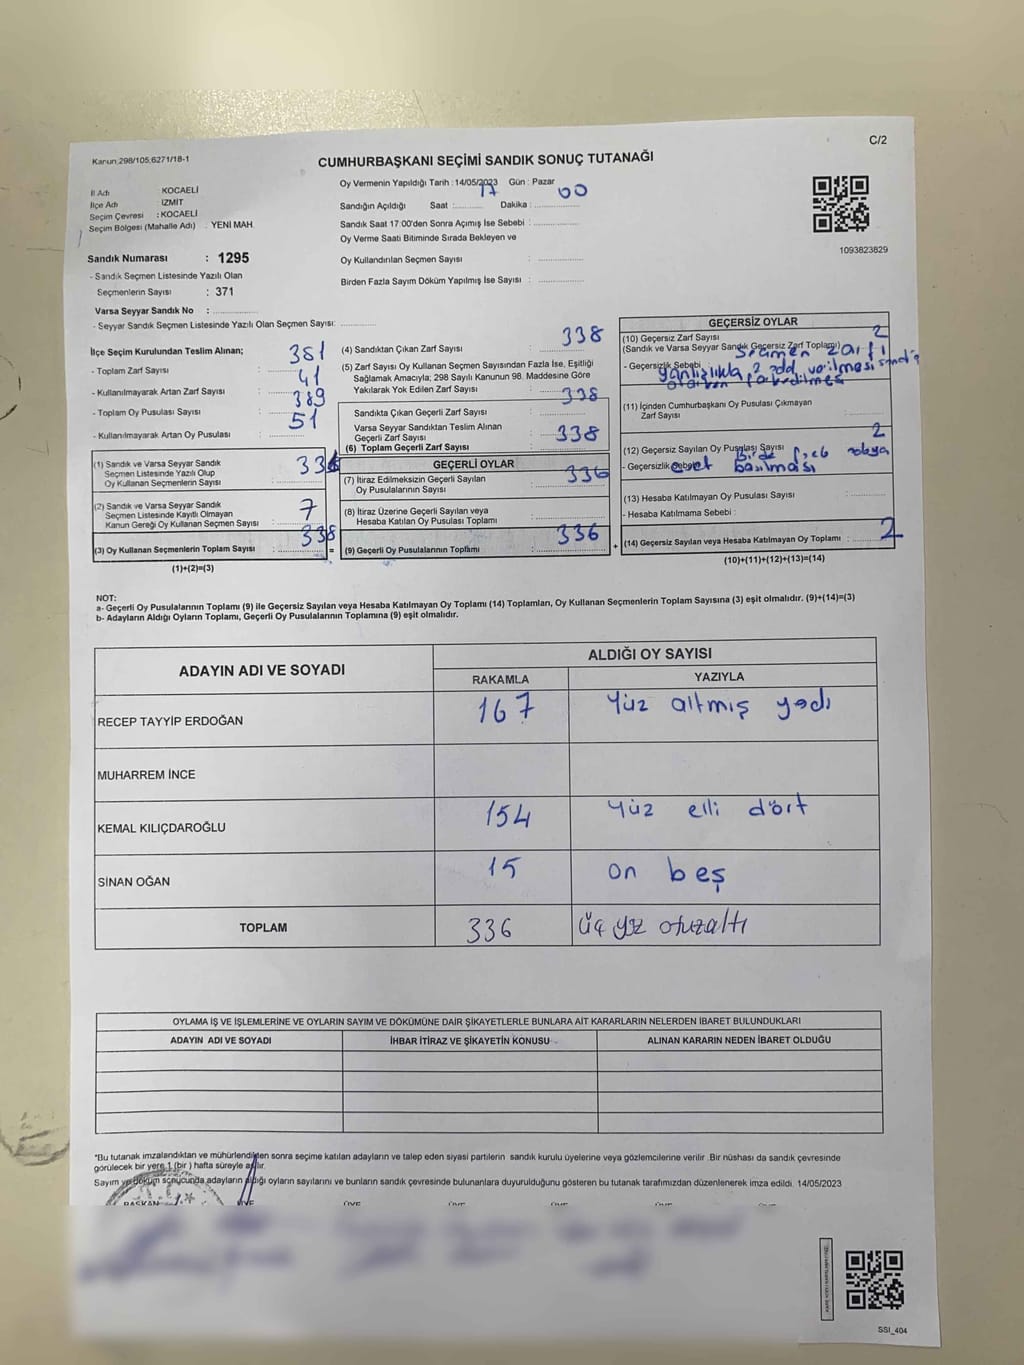 C/2
Karun 298/105,6271/18-1
CUMHURBAŞKANI SEÇİMİ SANDIK SONUÇ TUTANAĞI
İl Adı : KOCAELİ
İlçe Adı : İZMİT
Seçim Çevresi : KOCAELİ
Seçim Bölgesi (Mahalle Adı) : YENİ MAH.
Sandık Numarası : 1295
- Sandık Seçmen Listesinde Yazılı Olan
Seçmenlerin Sayısı : 371
Varsa Seyyar Sandık No :
- Seyyar Sandık Seçmen Listesinde Yazılı Olan Seçmen Sayısı:
Oy Vermenin Yapıldığı Tarih : 14/05/2023 Gün : Pazar
Sandığın Açıldığı Saat : 17 Dakika : 00
Sandık Saat 17:00'den Sonra Açımış İse Sebebi :
Oy Verme Saati Bitiminde Sırada Bekleyen ve
Oy Kullandırılan Seçmen Sayısı :
Birden Fazla Sayım Döküm Yapılmış İse Sayısı :
1093823829
İlçe Seçim Kurulundan Teslim Alınan;
- Toplam Zarf Sayısı : 381
- Kullanılmayarak Artan Zarf Sayısı : 41
- Toplam Oy Pusulası Sayısı : 389
- Kullanılmayarak Artan Oy Pusulası : 51
(1) Sandık ve Varsa Seyyar Sandık
Seçmen Listesinde Yazılı Olup
Oy Kullanan Seçmenlerin Sayısı :
(2) Sandık ve Varsa Seyyar Sandık
Seçmen Listesinde Kayıtlı Olmayan
Kanun Gereği Oy Kullanan Seçmen Sayısı : 7
(3) Oy Kullanan Seçmenlerin Toplam Sayısı : 338 =
(1)+(2)=(3)
(4) Sandıktan Çıkan Zarf Sayısı : 338
(5) Zarf Sayısı Oy Kullanan Seçmen Sayısından Fazla İse, Eşitliği
Sağlamak Amacıyla; 298 Sayılı Kanunun 98. Maddesine Göre
Yakılarak Yok Edilen Zarf Sayısı :
Sandıkta Çıkan Geçerli Zarf Sayısı : 338
Varsa Seyyar Sandıktan Teslim Alınan
Geçerli Zarf Sayısı :
(6) Toplam Geçerli Zarf Sayısı : 338
GEÇERLİ OYLAR
(7) İtiraz Edilmeksizin Geçerli Sayılan
Oy Pusulalarının Sayısı : 336
(8) İtiraz Üzerine Geçerli Sayılan veya
Hesaba Katılan Oy Pusulası Toplamı :
(9) Geçerli Oy Pusulalarının Toplamı : 336 +
GEÇERSİZ OYLAR
(10) Geçersiz Zarf Sayısı 2
(Sandık ve Varsa Seyyar Sandık Geçersiz Zarf Toplamı)
- Geçersizlik Sebebi seçmen zarfı
yanlışlıkla 2 adet verilmesi
(11) İçinden Cumhurbaşkanı Oy Pusulası Çıkmayan
Zarf Sayısı :
(12) Geçersiz Sayılan Oy Pusulası Sayısı 2
- Geçersizlik Sebebi evet basılması
(13) Hesaba Katılmayan Oy Pusulası Sayısı :
- Hesaba Katılmama Sebebi :
(14) Geçersiz Sayılan veya Hesaba Katılmayan Oy Toplamı : 2
(10)+(11)+(12)+(13)=(14)
NOT:
a- Geçerli Oy Pusulalarının Toplamı (9) ile Geçersiz Sayılan veya Hesaba Katılmayan Oy Toplamı (14) Toplamları, Oy Kullanan Seçmenlerin Toplam Sayısına (3) eşit olmalıdır. (9)+(14)=(3)
b- Adayların Aldığı Oyların Toplamı, Geçerli Oy Pusulalarının Toplamına (9) eşit olmalıdır.
ADAYIN ADI VE SOYADI ALDIĞI OY SAYISI
RAKAMLA YAZIYLA
RECEP TAYYİP ERDOĞAN 167 Yüz altmış yedi
MUHARREM İNCE
KEMAL KILIÇDAROĞLU 154 Yüz elli dört
SİNAN OĞAN 15 on beş
TOPLAM 336 üç yz otuzaltı
OYLAMA İŞ VE İŞLEMLERİNE VE OYLARIN SAYIM VE DÖKÜMÜNE DAİR ŞİKAYETLERLE BUNLARA AİT KARARLARIN NELERDEN İBARET BULUNDUKLARI
ADAYIN ADI VE SOYADI İHBAR İTİRAZ VE ŞİKAYETİN KONUSU ALINAN KARARIN NEDEN İBARET OLDUĞU
*Bu tutanak imzalandıktan ve mühürlendikten sonra seçime katılan adayların ve talep eden siyasi partilerin sandık kurulu üyelerine veya gözlemcilerine verilir .Bir nüshası da sandık çevresinde
görülecek bir yere 1 (bir ) hafta süreyle asılır.
Sayım ve döküm sonucunda adayların aldığı oyların sayılarını ve bunların sandık çevresinde bulunanlara duyurulduğunu gösteren bu tutanak tarafımızdan düzenlenerek imza edildi. 14/05/2023
BAŞKAN ÜYE ÜYE ÜYE ÜYE ÜYE ÜYE
SSI_404